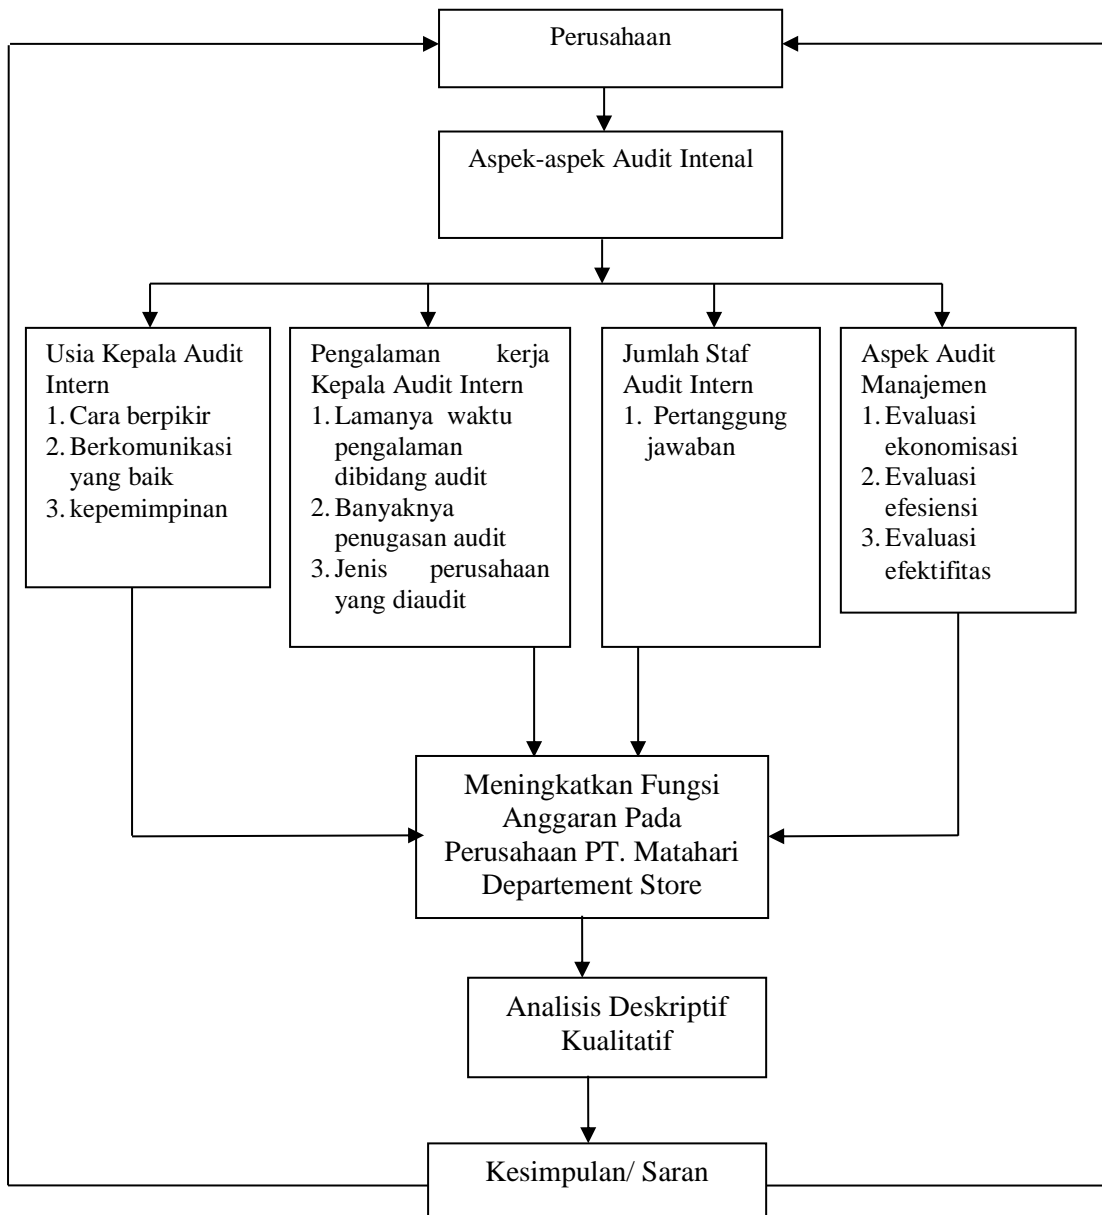 Perusahaan
Aspek-aspek Audit Intenal
Usia Kepala Audit
Intern
1. Cara berpikir
2. Berkomunikasi
yang baik
3. kepemimpinan
Pengalaman kerja
Kepala Audit Intern
1. Lamanya waktu
pengalaman
dibidang audit
2. Banyaknya
penugasan audit
3. Jenis perusahaan
yang diaudit
Jumlah Staf
Audit Intern
1. Pertanggung
jawaban
Aspek Audit
Manajemen
1. Evaluasi
ekonomisasi
2. Evaluasi
efesiensi
3. Evaluasi
efektifitas
Meningkatkan Fungsi
Anggaran Pada
Perusahaan PT. Matahari
Departement Store
Analisis Deskriptif
Kualitatif
Kesimpulan/ Saran